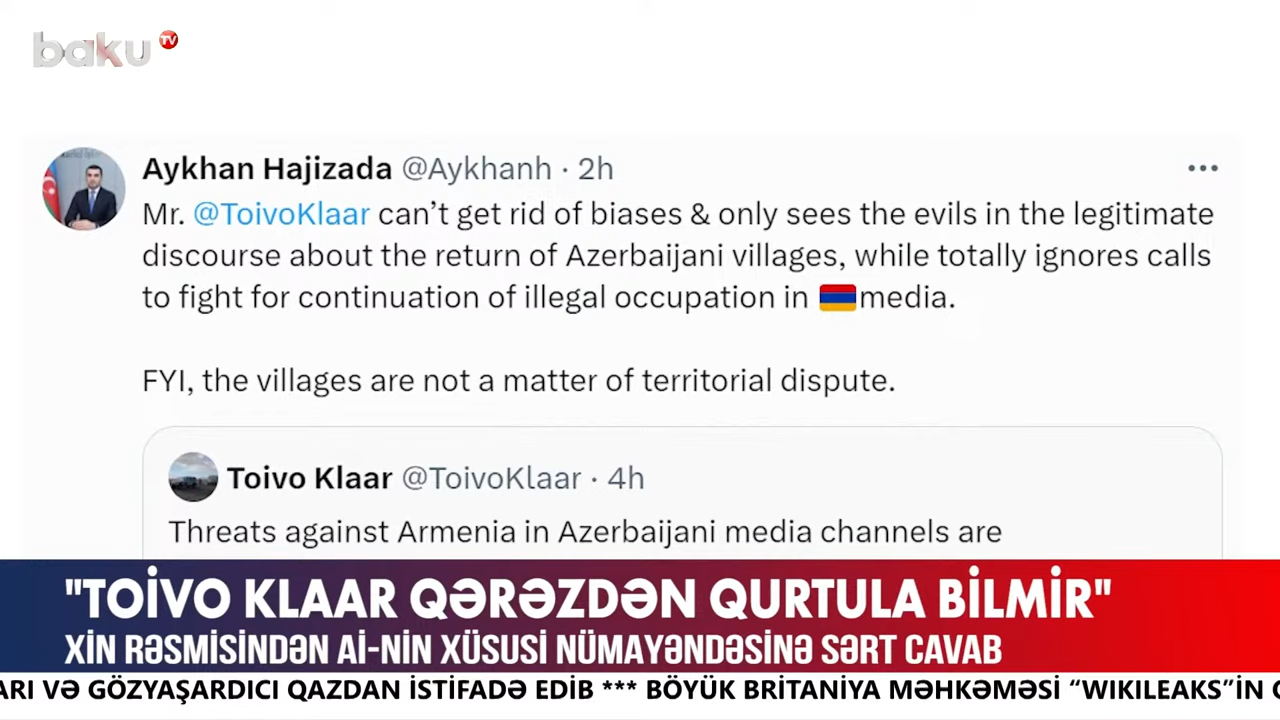 baku TV
Aykhan Hajizada @Aykhanh · 2h
Mr. @ToivoKlaar can’t get rid of biases & only sees the evils in the legitimate
discourse about the return of Azerbaijani villages, while totally ignores calls
to fight for continuation of illegal occupation in 🇦🇲media.
FYI, the villages are not a matter of territorial dispute.
Toivo Klaar @ToivoKlaar · 4h
Threats against Armenia in Azerbaijani media channels are
"TOİVO KLAAR QƏRƏZDƏN QURTULA BİLMİR"
XİN RƏSMİSİNDƏN Aİ-NİN XÜSUSİ NÜMAYƏNDƏSİNƏ SƏRT CAVAB
ARI VƏ GÖZYAŞARDICI QAZDAN İSTİFADƏ EDİB *** BÖYÜK BRİTANİYA MƏHKƏMƏSİ “WIKILEAKS”İN